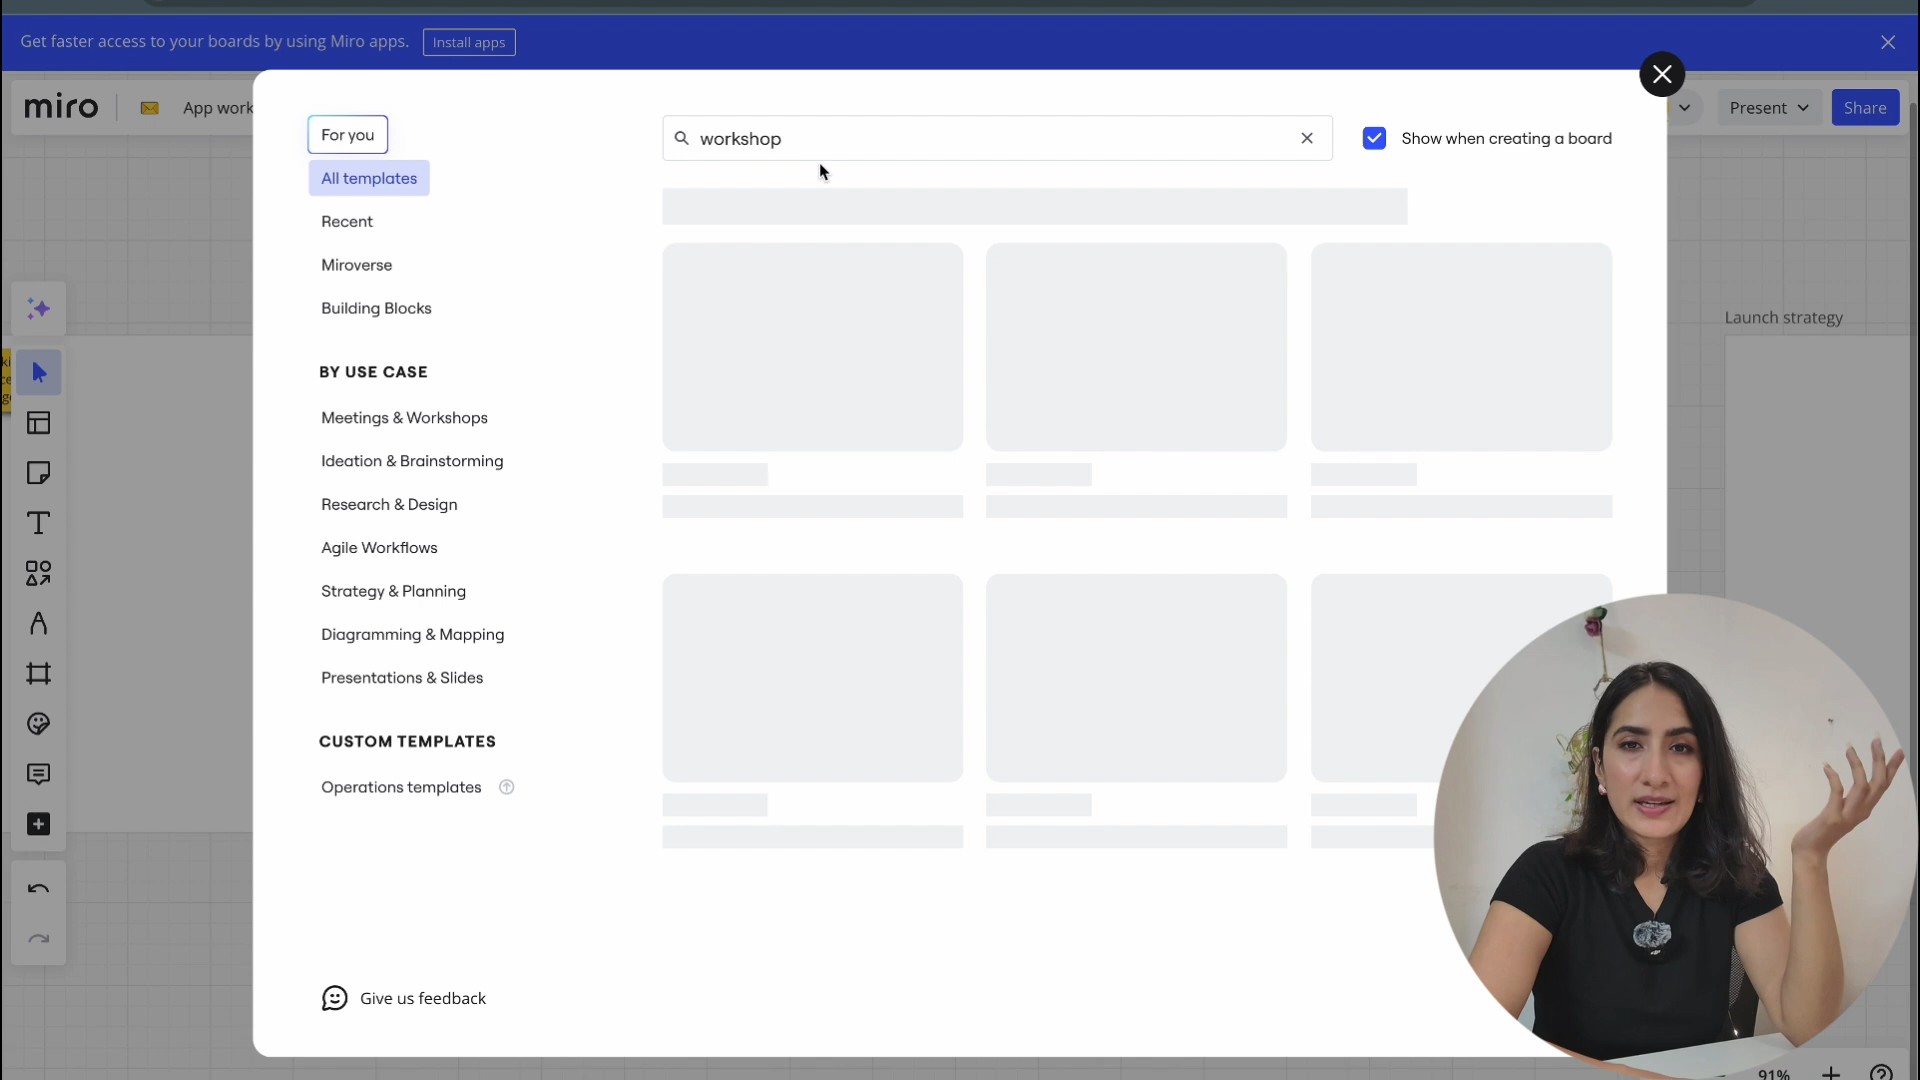 Get faster access to your boards by using Miro apps.
Install apps
miro
App work
Present
Share
For you
All templates
Recent
Miroverse
Building Blocks
BY USE CASE
Meetings & Workshops
Ideation & Brainstorming
Research & Design
Agile Workflows
Strategy & Planning
Diagramming & Mapping
Presentations & Slides
CUSTOM TEMPLATES
Operations templates
Give us feedback
workshop
Show when creating a board
Launch strategy
91%